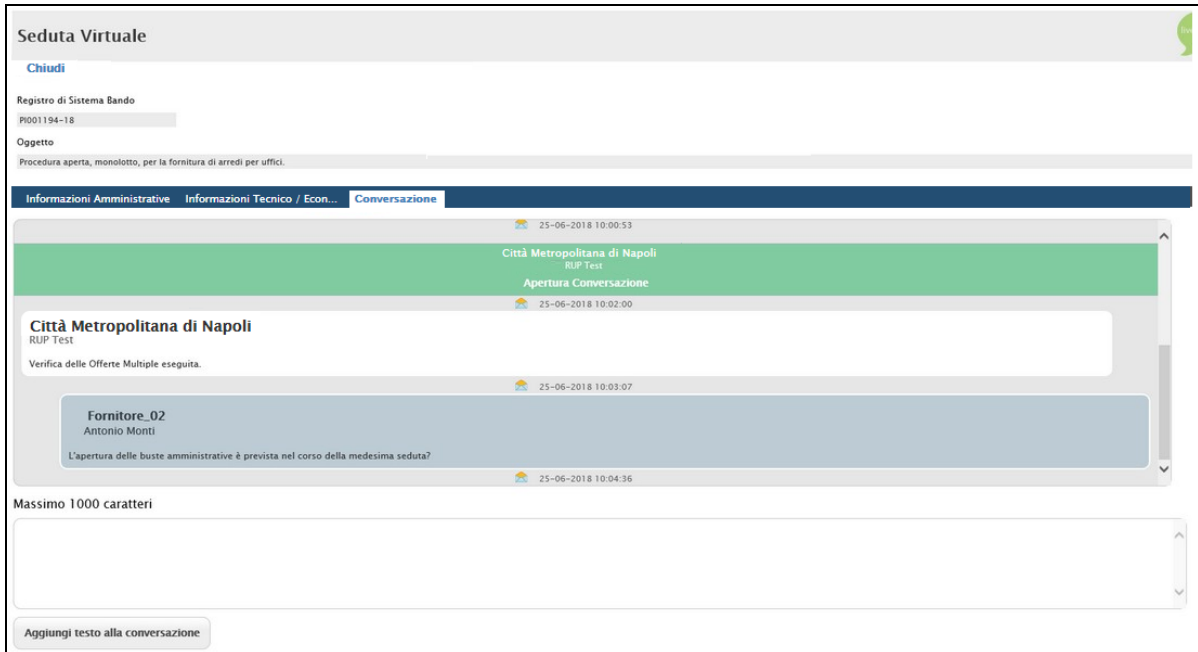 Seduta Virtuale
live
Chiudi
Registro di Sistema Bando
PI001194-18
Oggetto
Procedura aperta, monolotto, per la fornitura di arredi per uffici.
Informazioni Amministrative Informazioni Tecnico / Econ... Conversazione
25-06-2018 10:00:53
Città Metropolitana di Napoli
RUP Test
Apertura Conversazione
25-06-2018 10:02:00
Città Metropolitana di Napoli
RUP Test
Verifica delle Offerte Multiple eseguita.
25-06-2018 10:03:07
Fornitore_02
Antonio Monti
L'apertura delle buste amministrative è prevista nel corso della medesima seduta?
25-06-2018 10:04:36
Massimo 1000 caratteri
Aggiungi testo alla conversazione